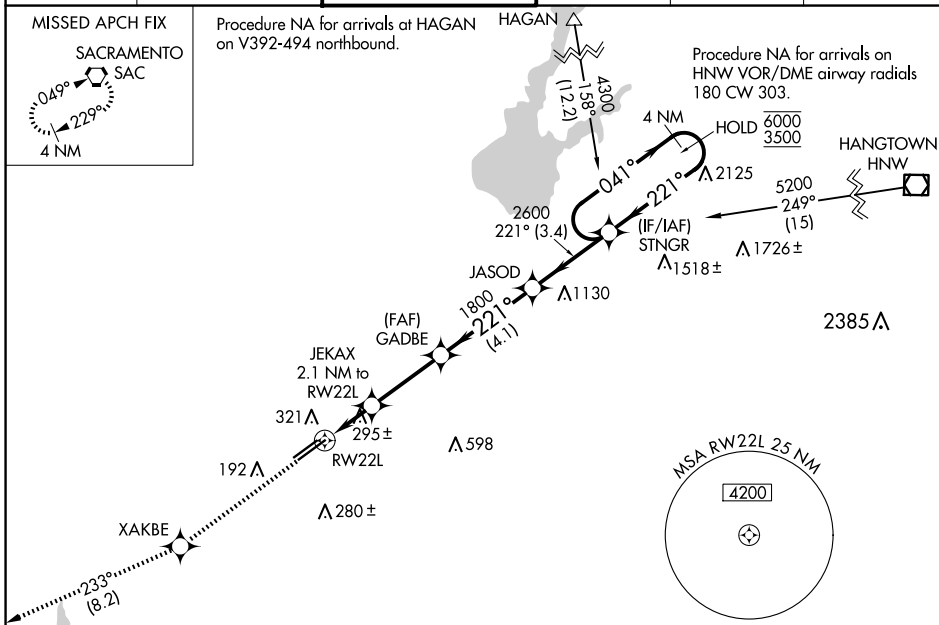 MISSED APCH FIX
SACRAMENTO
SAC
049°
229°
4 NM
Procedure NA for arrivals at HAGAN
on V392-494 northbound.
HAGAN
4300
158°
(12.2)
Procedure NA for arrivals on
HNW VOR/DME airway radials
180 CW 303.
4 NM
HOLD 6000
3500
HANGTOWN
HNW
041°
221°
2125
5200
249°
(15)
2600
221° (3.4)
(IF/IAF)
STNGR
1726 ±
1518 ±
JASOD
1130
1800
221°
(4.1)
2385
(FAF)
GADBE
JEKAX
2.1 NM to
RW22L
321
295 ±
598
RW22L
192
280 ±
MSA RW22L 25 NM
4200
XAKBE
233°
(8.2)